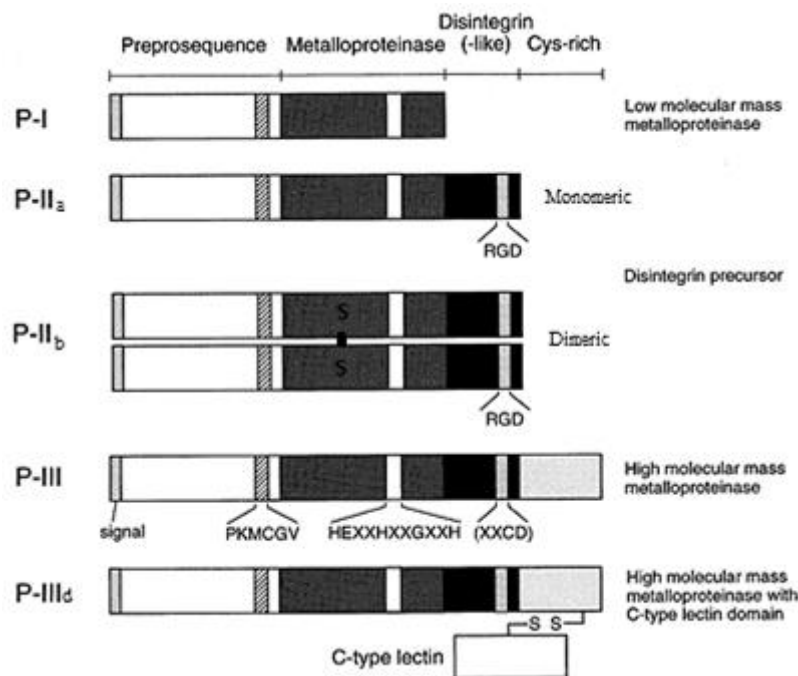 Disintegrin
Preprosequence Metalloproteinase (-like) Cys-rich
P-I
Low molecular mass
metalloproteinase
P-IIa
Monomeric
RGD
Disintegrin precursor
P-IIb
S
S
Dimeric
RGD
P-III
High molecular mass
metalloproteinase
signal
PKMCGV HEXXHXXGXXH (XXCD)
P-IIId
High molecular mass
metalloproteinase with
C-type lectin domain
S S
C-type lectin